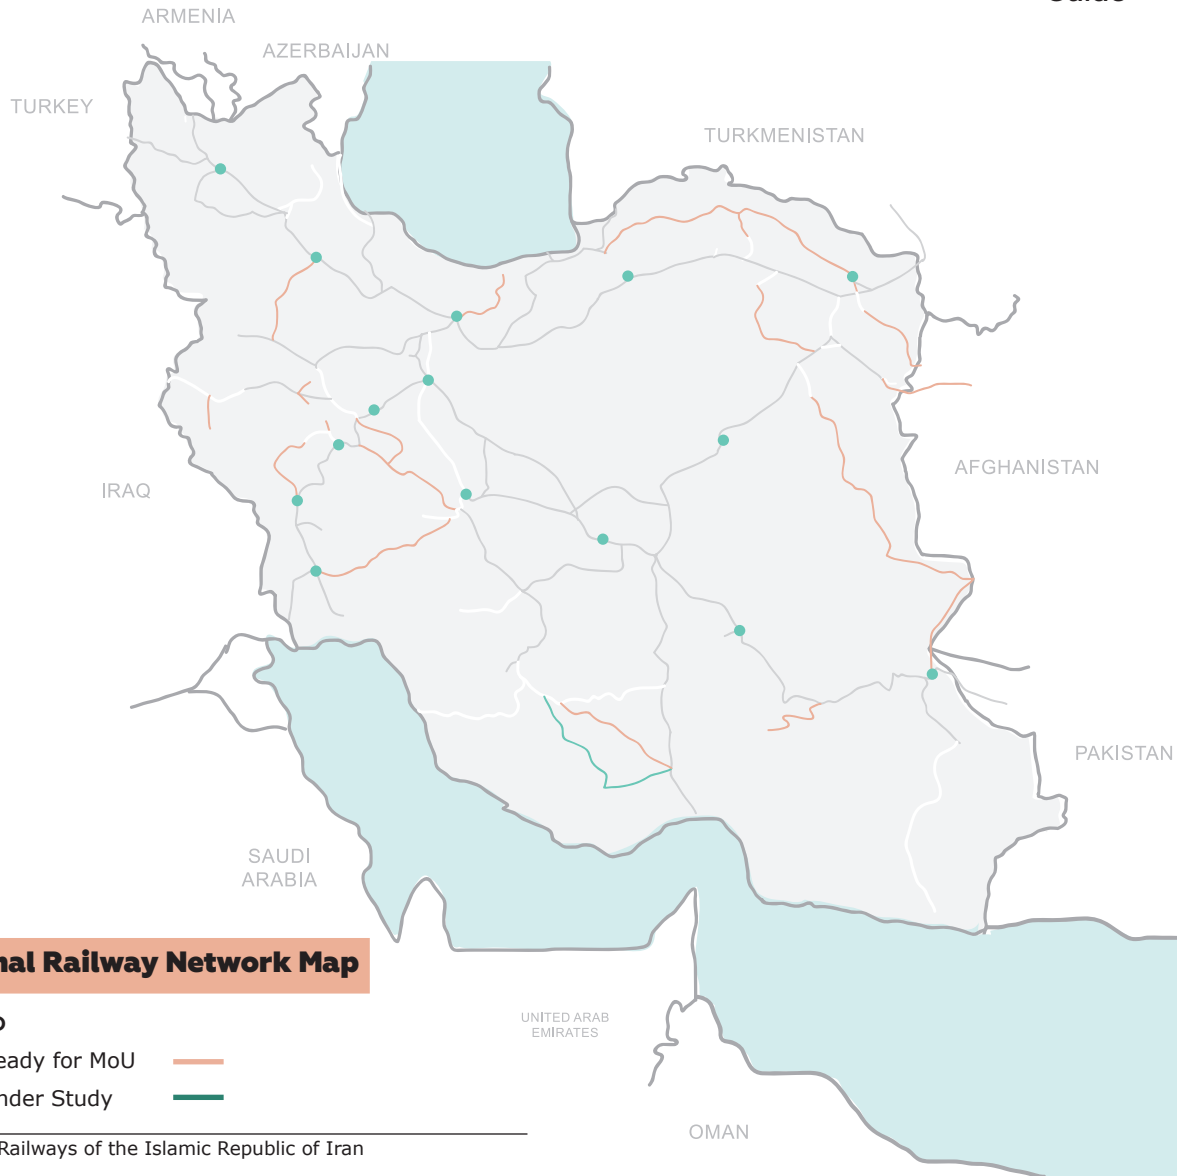 ARMENIA
AZERBAIJAN
TURKEY
TURKMENISTAN
IRAQ
AFGHANISTAN
PAKISTAN
SAUDI
ARABIA
nal Railway Network Map
UNITED ARAB
EMIRATES
eady for MoU
nder Study
OMAN
Railways of the Islamic Republic of Iran